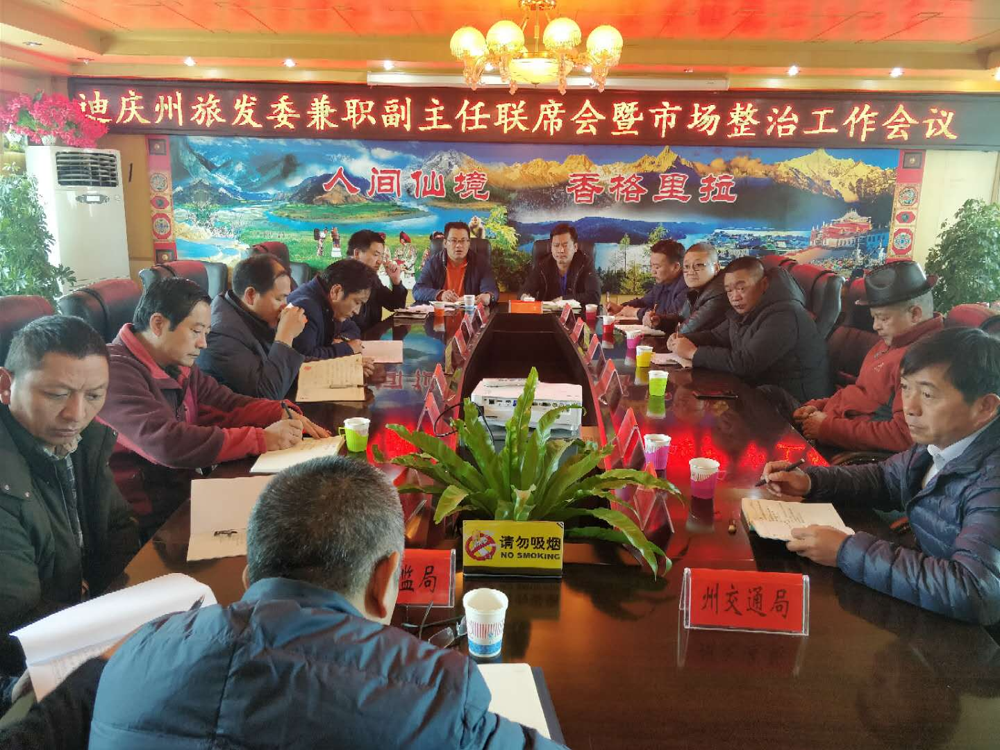 迪庆州旅发委兼职副主任联席会暨市场整治工作会议
人间仙境 香格里拉
请勿吸烟
NO SMOKING
监局
州交通局